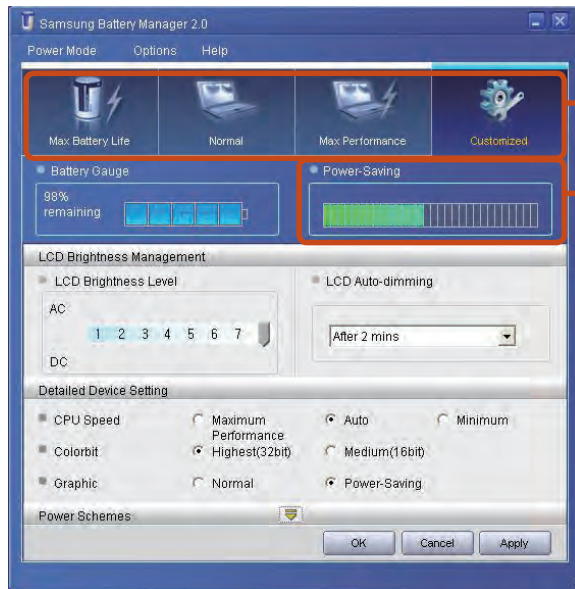 Samsung Battery Manager 2.0
Power Mode Options Help
Max Battery Life Normal Max Performance Customized
Battery Gauge Power-Saving
98%
remaining
LCD Brightness Management
LCD Brightness Level LCD Auto-dimming
AC
1 2 3 4 5 6 7 After 2 mins
DC
Detailed Device Setting
CPU Speed Maximum Performance Auto Minimum
Colorbit Highest(32bit) Medium(16bit)
Graphic Normal Power-Saving
Power Schemes
OK Cancel Apply